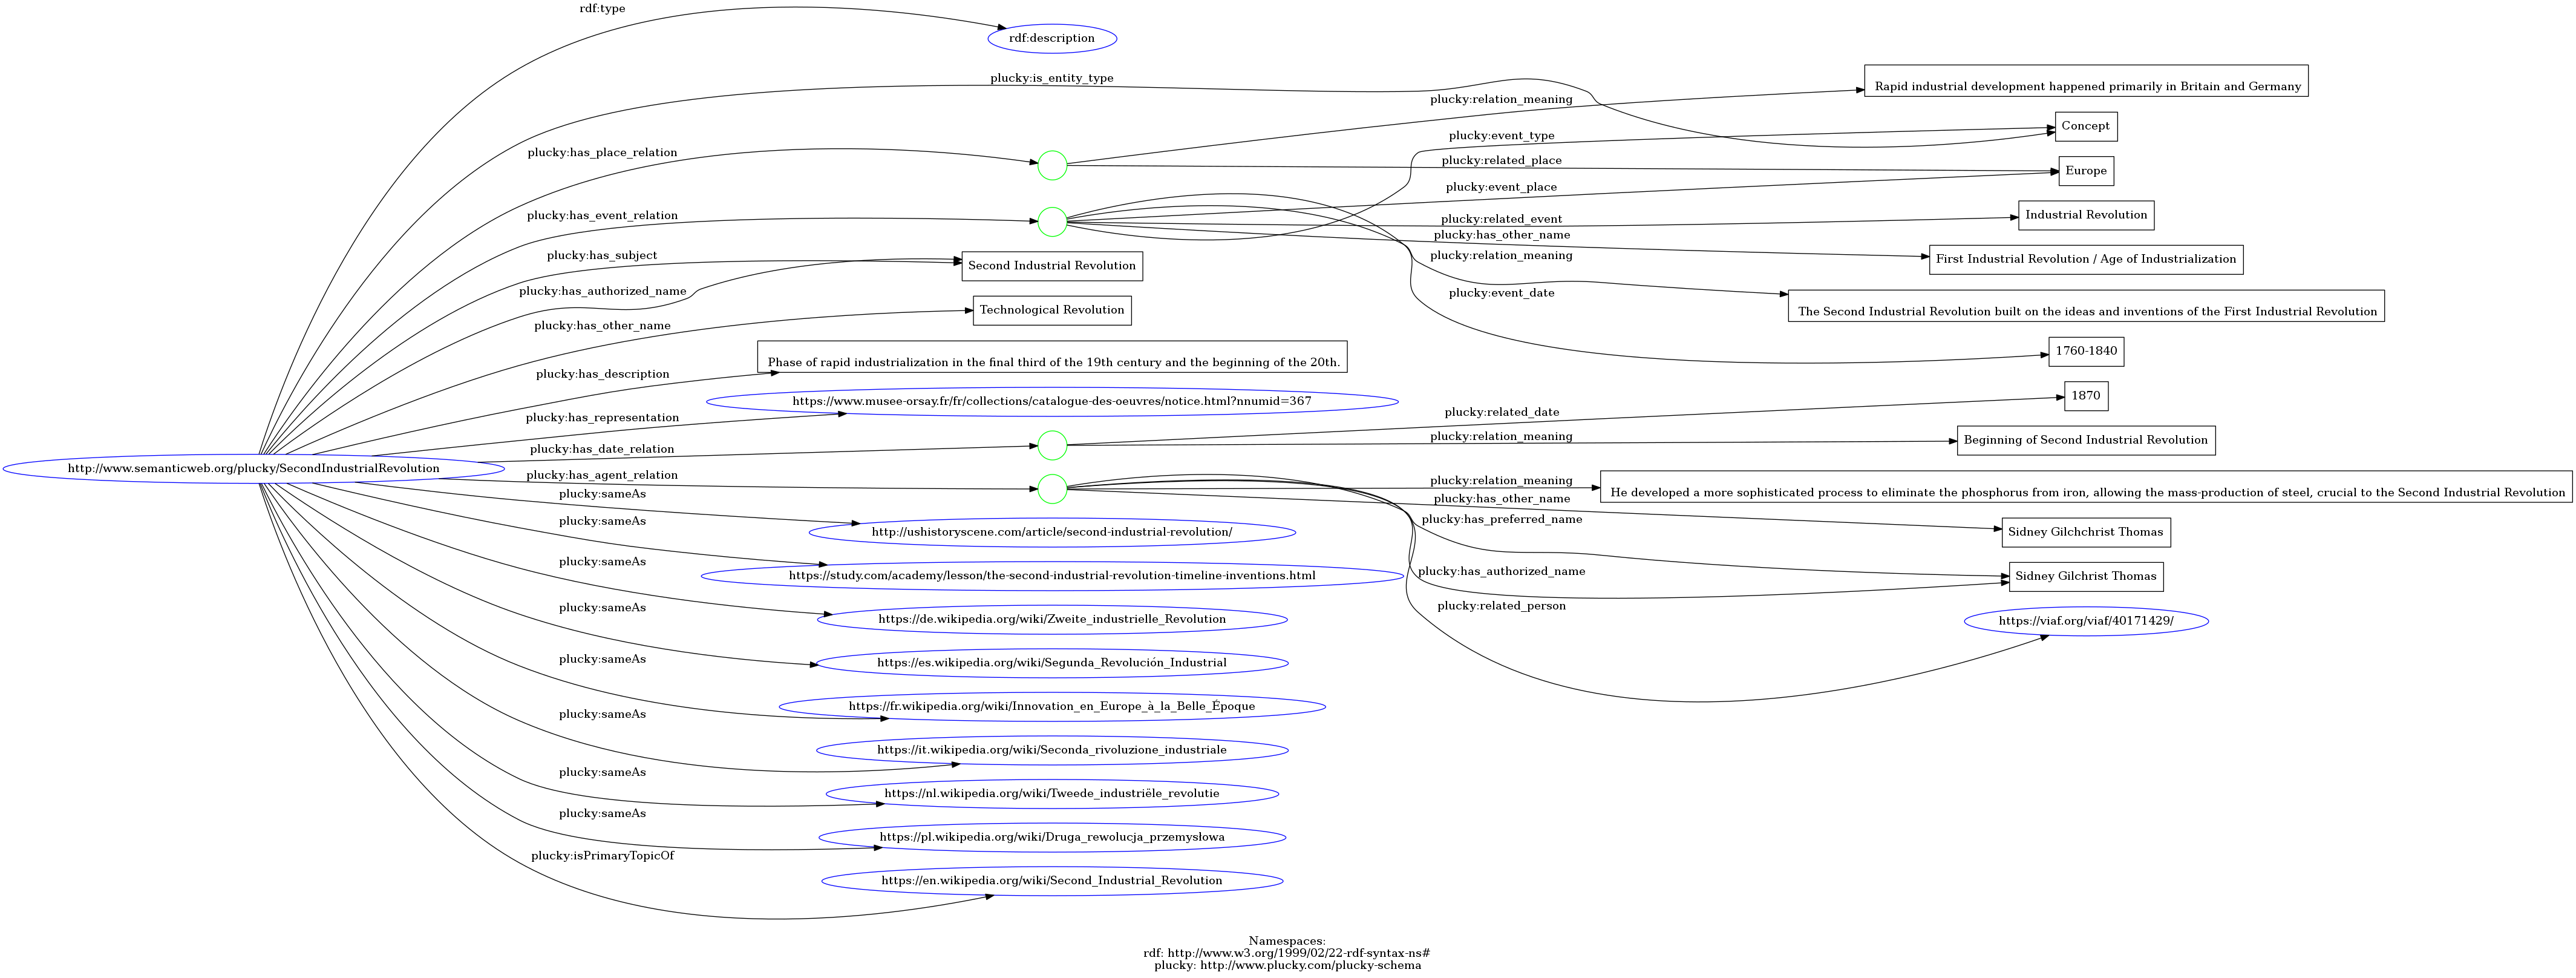 rdf:type
rdf:description
plucky:is_entity_type
Rapid industrial development happened primarily in Britain and Germany
plucky:relation_meaning
Concept
plucky:event_type
plucky:has_place_relation
plucky:related_place
Europe
plucky:event_place
plucky:has_event_relation
Industrial Revolution
plucky:related_event
plucky:has_other_name
First Industrial Revolution / Age of Industrialization
plucky:has_subject
plucky:relation_meaning
Second Industrial Revolution
plucky:has_authorized_name
plucky:event_date
Technological Revolution
The Second Industrial Revolution built on the ideas and inventions of the First Industrial Revolution
plucky:has_other_name
1760-1840
Phase of rapid industrialization in the final third of the 19th century and the beginning of the 20th.
plucky:has_description
1870
https://www.musee-orsay.fr/fr/collections/catalogue-des-oeuvres/notice.html?nnumid=367
plucky:related_date
plucky:has_representation
plucky:relation_meaning
Beginning of Second Industrial Revolution
plucky:has_date_relation
http://www.semanticweb.org/plucky/SecondIndustrialRevolution
plucky:has_agent_relation
plucky:relation_meaning
He developed a more sophisticated process to eliminate the phosphorus from iron, allowing the mass-production of steel, crucial to the Second Industrial Revolution
plucky:sameAs
plucky:has_other_name
plucky:has_preferred_name
plucky:sameAs
http://ushistoryscene.com/article/second-industrial-revolution/
Sidney Gilchchrist Thomas
plucky:sameAs
plucky:has_authorized_name
https://study.com/academy/lesson/the-second-industrial-revolution-timeline-inventions.html
Sidney Gilchrist Thomas
plucky:sameAs
plucky:related_person
https://de.wikipedia.org/wiki/Zweite_industrielle_Revolution
https://viaf.org/viaf/40171429/
plucky:sameAs
https://es.wikipedia.org/wiki/Segunda_Revolución_Industrial
https://fr.wikipedia.org/wiki/Innovation_en_Europe_à_la_Belle_Époque
plucky:sameAs
https://it.wikipedia.org/wiki/Seconda_rivoluzione_industriale
plucky:sameAs
https://nl.wikipedia.org/wiki/Tweede_industriële_revolutie
plucky:sameAs
https://pl.wikipedia.org/wiki/Druga_rewolucja_przemysłowa
plucky:isPrimaryTopicOf
https://en.wikipedia.org/wiki/Second_Industrial_Revolution
Namespaces:
rdf: http://www.w3.org/1999/02/22-rdf-syntax-ns#
plucky: http://www.plucky.com/plucky-schema